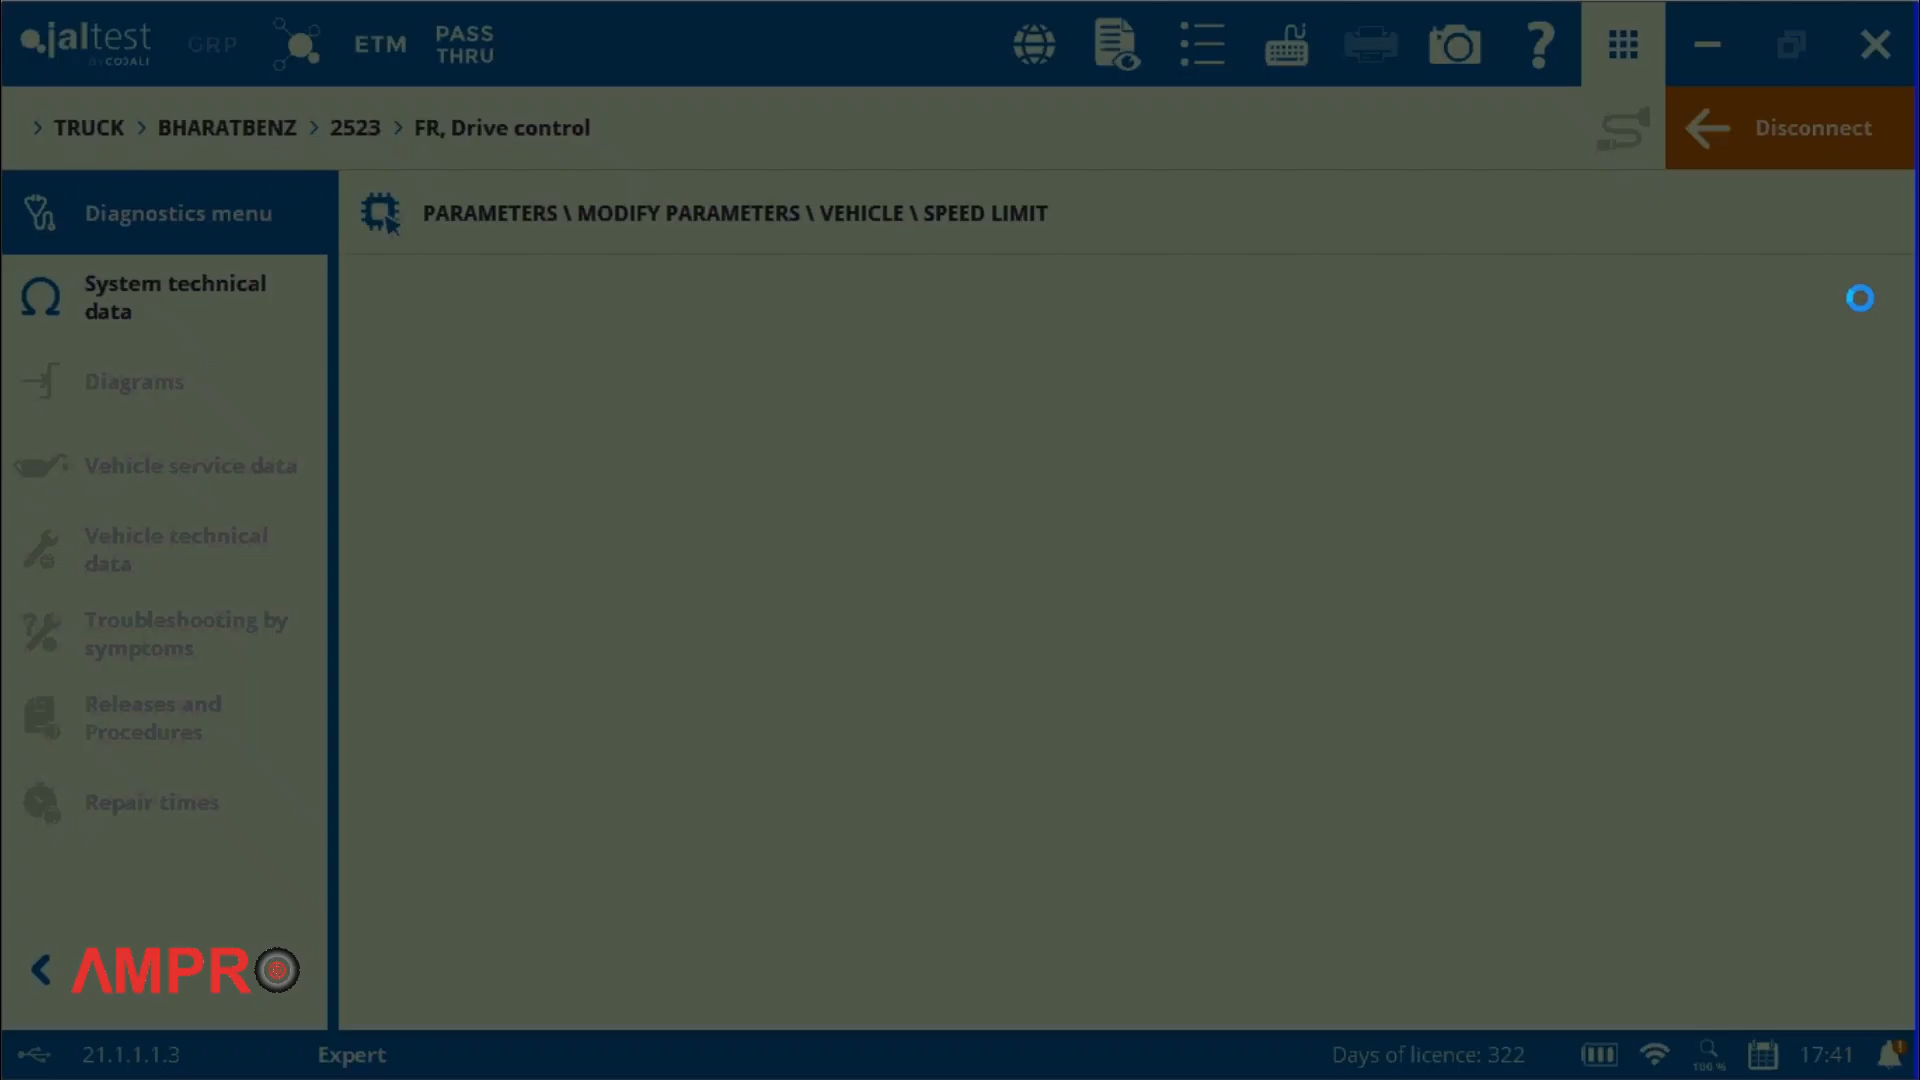 jaltest
BY COJALI
GRP
ETM
PASS
THRU
?
> TRUCK > BHARATBENZ > 2523 > FR, Drive control
Disconnect
Diagnostics menu
PARAMETERS \ MODIFY PARAMETERS \ VEHICLE \ SPEED LIMIT
System technical
data
Diagrams
Vehicle service data
Vehicle technical
data
Troubleshooting by
symptoms
Releases and
Procedures
Repair times
AMPRO
21.1.1.1.3
Expert
Days of licence: 322
100 %
17:41